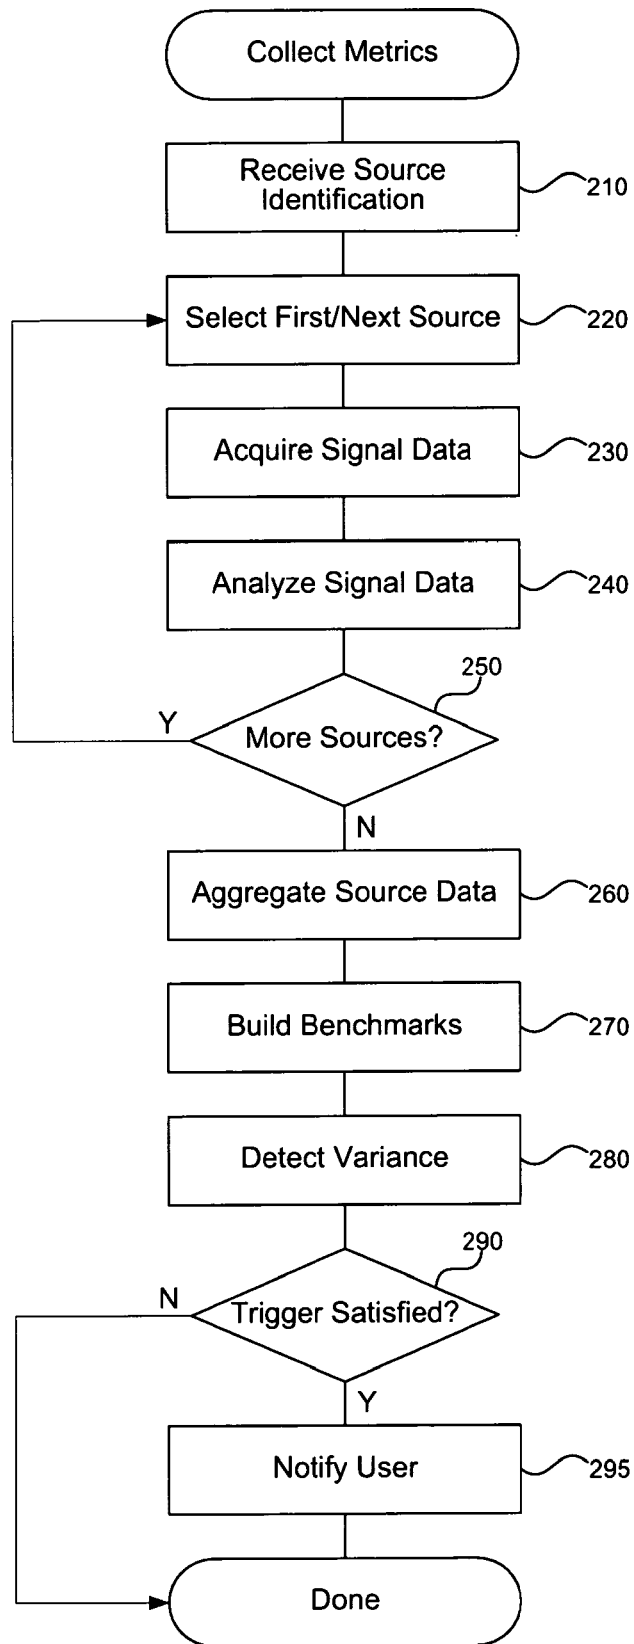 Collect Metrics
Receive Source
Identification
210
Select First/Next Source
220
Acquire Signal Data
230
Analyze Signal Data
240
250
Y
More Sources?
N
Aggregate Source Data
260
Build Benchmarks
270
Detect Variance
280
290
N
Trigger Satisfied?
Y
Notify User
295
Done